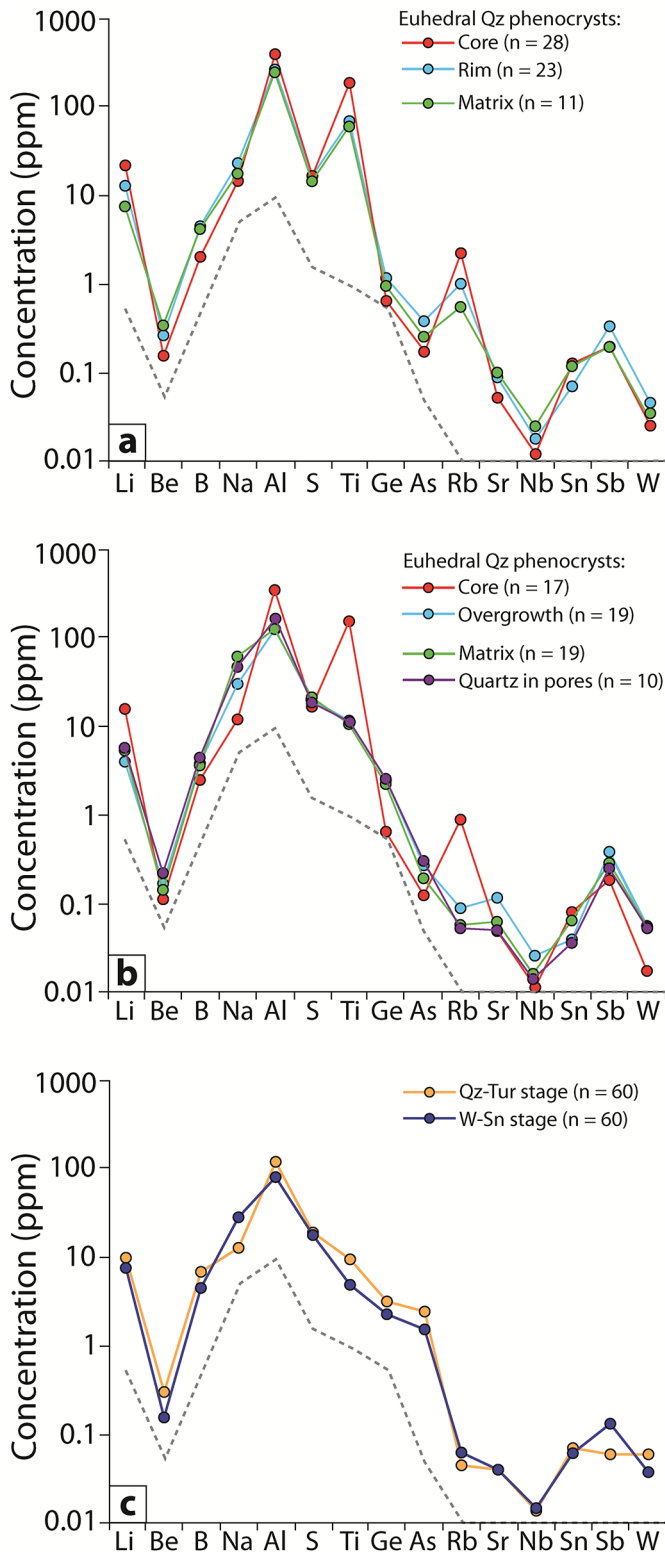 Euhedral Qz phenocrysts:
Core (n = 28)
Rim (n = 23)
Matrix (n = 11)
Concentration (ppm)
1000
100
10
1
0.1
0.01
a
Li Be B Na Al S Ti Ge As Rb Sr Nb Sn Sb W
Euhedral Qz phenocrysts:
Core (n = 17)
Overgrowth (n = 19)
Matrix (n = 19)
Quartz in pores (n = 10)
Concentration (ppm)
1000
100
10
1
0.1
0.01
b
Li Be B Na Al S Ti Ge As Rb Sr Nb Sn Sb W
Qz-Tur stage (n = 60)
W-Sn stage (n = 60)
Concentration (ppm)
1000
100
10
1
0.1
0.01
c
Li Be B Na Al S Ti Ge As Rb Sr Nb Sn Sb W